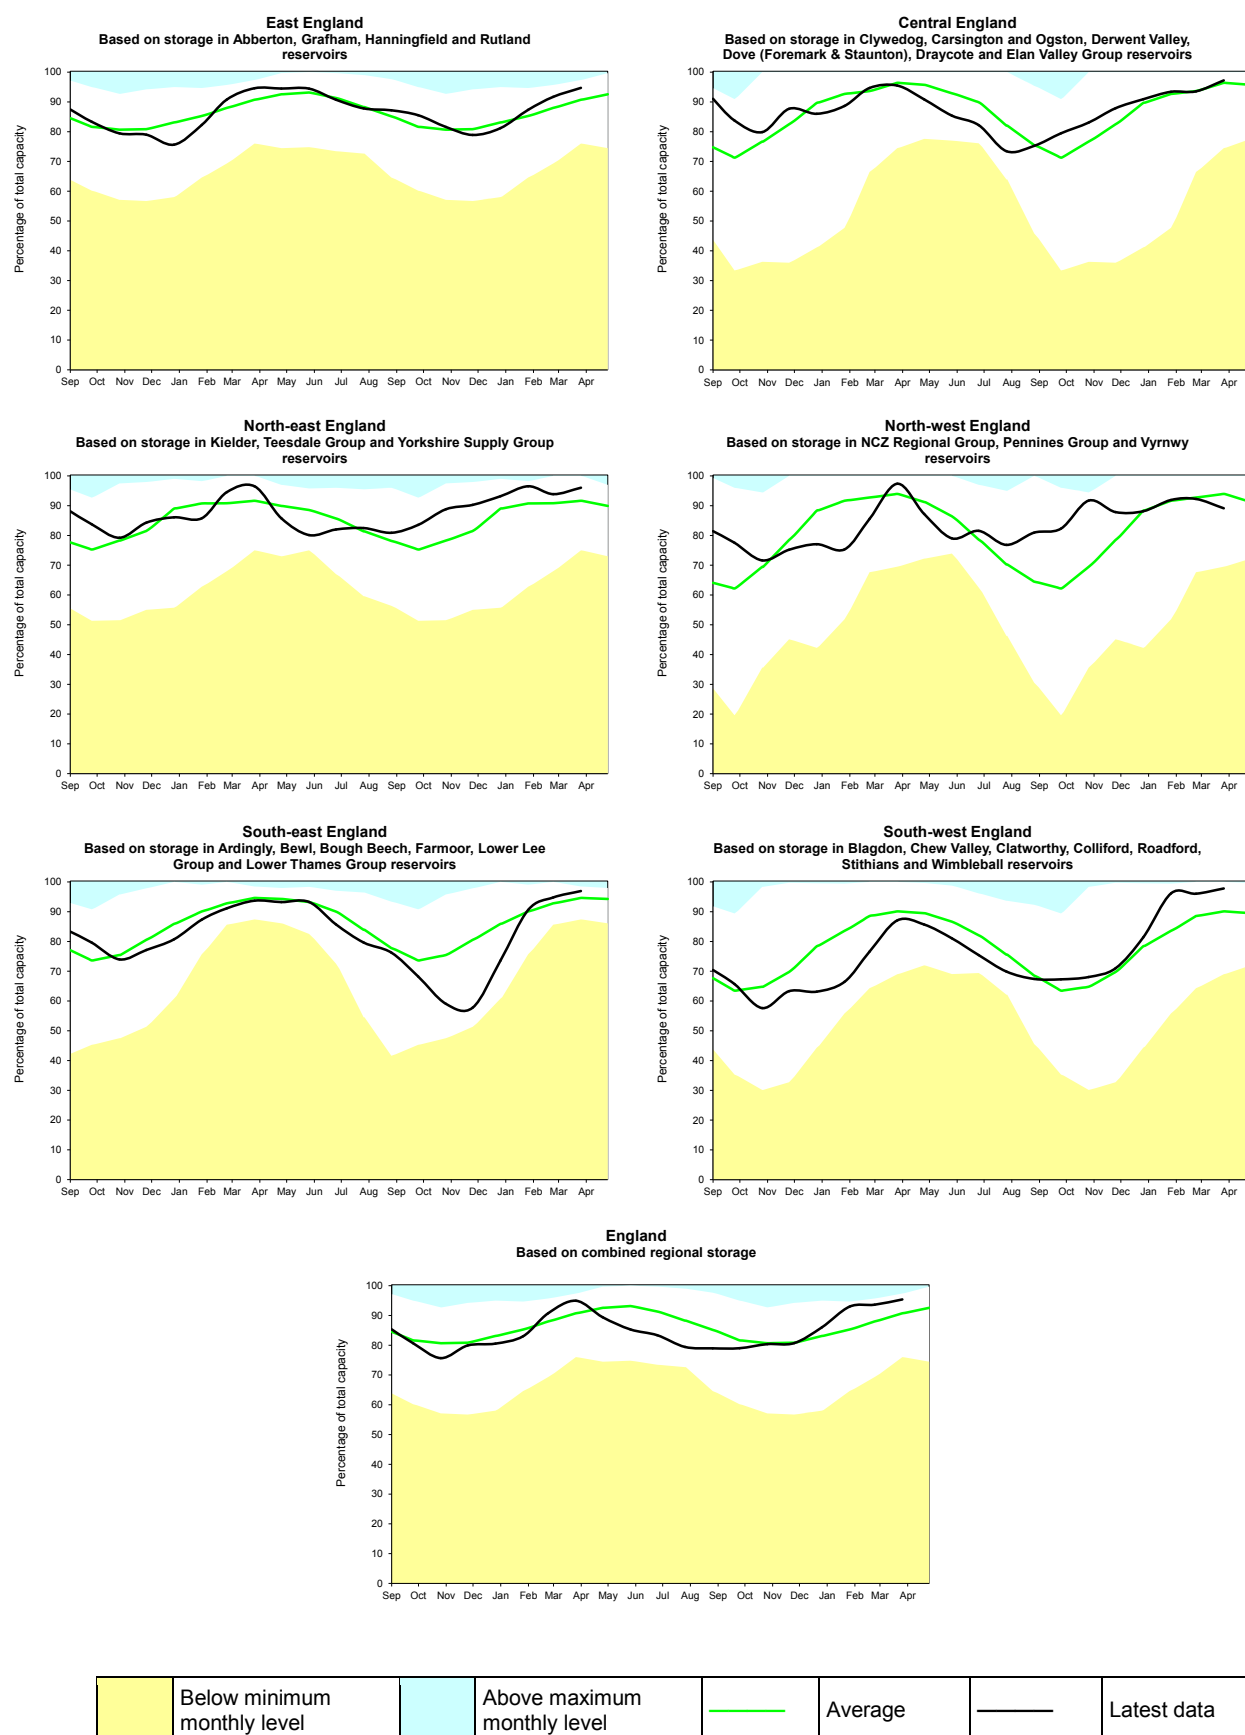 East England
Based on storage in Abberton, Grafham, Hanningfield and Rutland
reservoirs
Percentage of total capacity
100
90
80
70
60
50
40
30
20
10
0
Sep Oct Nov Dec Jan Feb Mar Apr May Jun Jul Aug Sep Oct Nov Dec Jan Feb Mar Apr
Central England
Based on storage in Clywedog, Carsington and Ogston, Derwent Valley,
Dove (Foremark & Staunton), Draycote and Elan Valley Group reservoirs
Percentage of total capacity
100
90
80
70
60
50
40
30
20
10
0
Sep Oct Nov Dec Jan Feb Mar Apr May Jun Jul Aug Sep Oct Nov Dec Jan Feb Mar Apr
North-east England
Based on storage in Kielder, Teesdale Group and Yorkshire Supply Group
reservoirs
Percentage of total capacity
100
90
80
70
60
50
40
30
20
10
0
Sep Oct Nov Dec Jan Feb Mar Apr May Jun Jul Aug Sep Oct Nov Dec Jan Feb Mar Apr
North-west England
Based on storage in NCZ Regional Group, Pennines Group and Vyrnwy
reservoirs
Percentage of total capacity
100
90
80
70
60
50
40
30
20
10
0
Sep Oct Nov Dec Jan Feb Mar Apr May Jun Jul Aug Sep Oct Nov Dec Jan Feb Mar Apr
South-east England
Based on storage in Ardingly, Bewl, Bough Beech, Farmoor, Lower Lee
Group and Lower Thames Group reservoirs
Percentage of total capacity
100
90
80
70
60
50
40
30
20
10
0
Sep Oct Nov Dec Jan Feb Mar Apr May Jun Jul Aug Sep Oct Nov Dec Jan Feb Mar Apr
South-west England
Based on storage in Blagdon, Chew Valley, Clatworthy, Colliford, Roadford,
Stithians and Wimbleball reservoirs
Percentage of total capacity
100
90
80
70
60
50
40
30
20
10
0
Sep Oct Nov Dec Jan Feb Mar Apr May Jun Jul Aug Sep Oct Nov Dec Jan Feb Mar Apr
England
Based on combined regional storage
Percentage of total capacity
100
90
80
70
60
50
40
30
20
10
0
Sep Oct Nov Dec Jan Feb Mar Apr May Jun Jul Aug Sep Oct Nov Dec Jan Feb Mar Apr
Below minimum
monthly level
Above maximum
monthly level
Average
Latest data